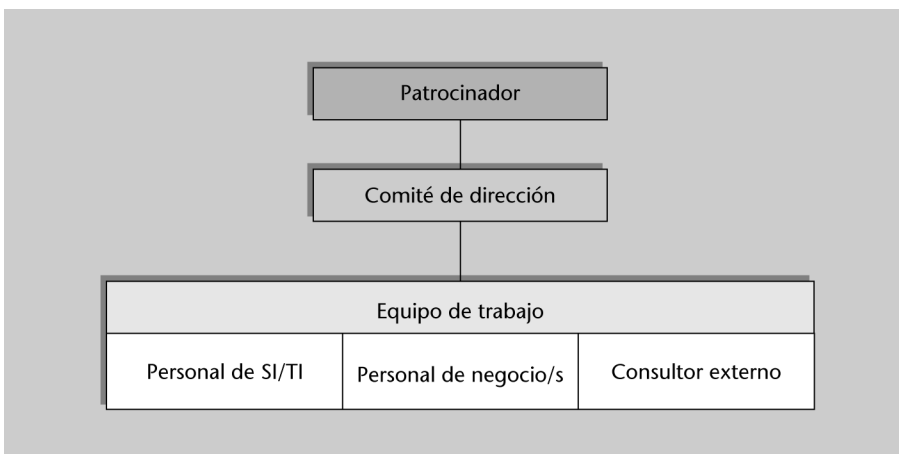 Patrocinador
Comité de dirección
Equipo de trabajo
Personal de SI/TI
Personal de negocio/s
Consultor externo